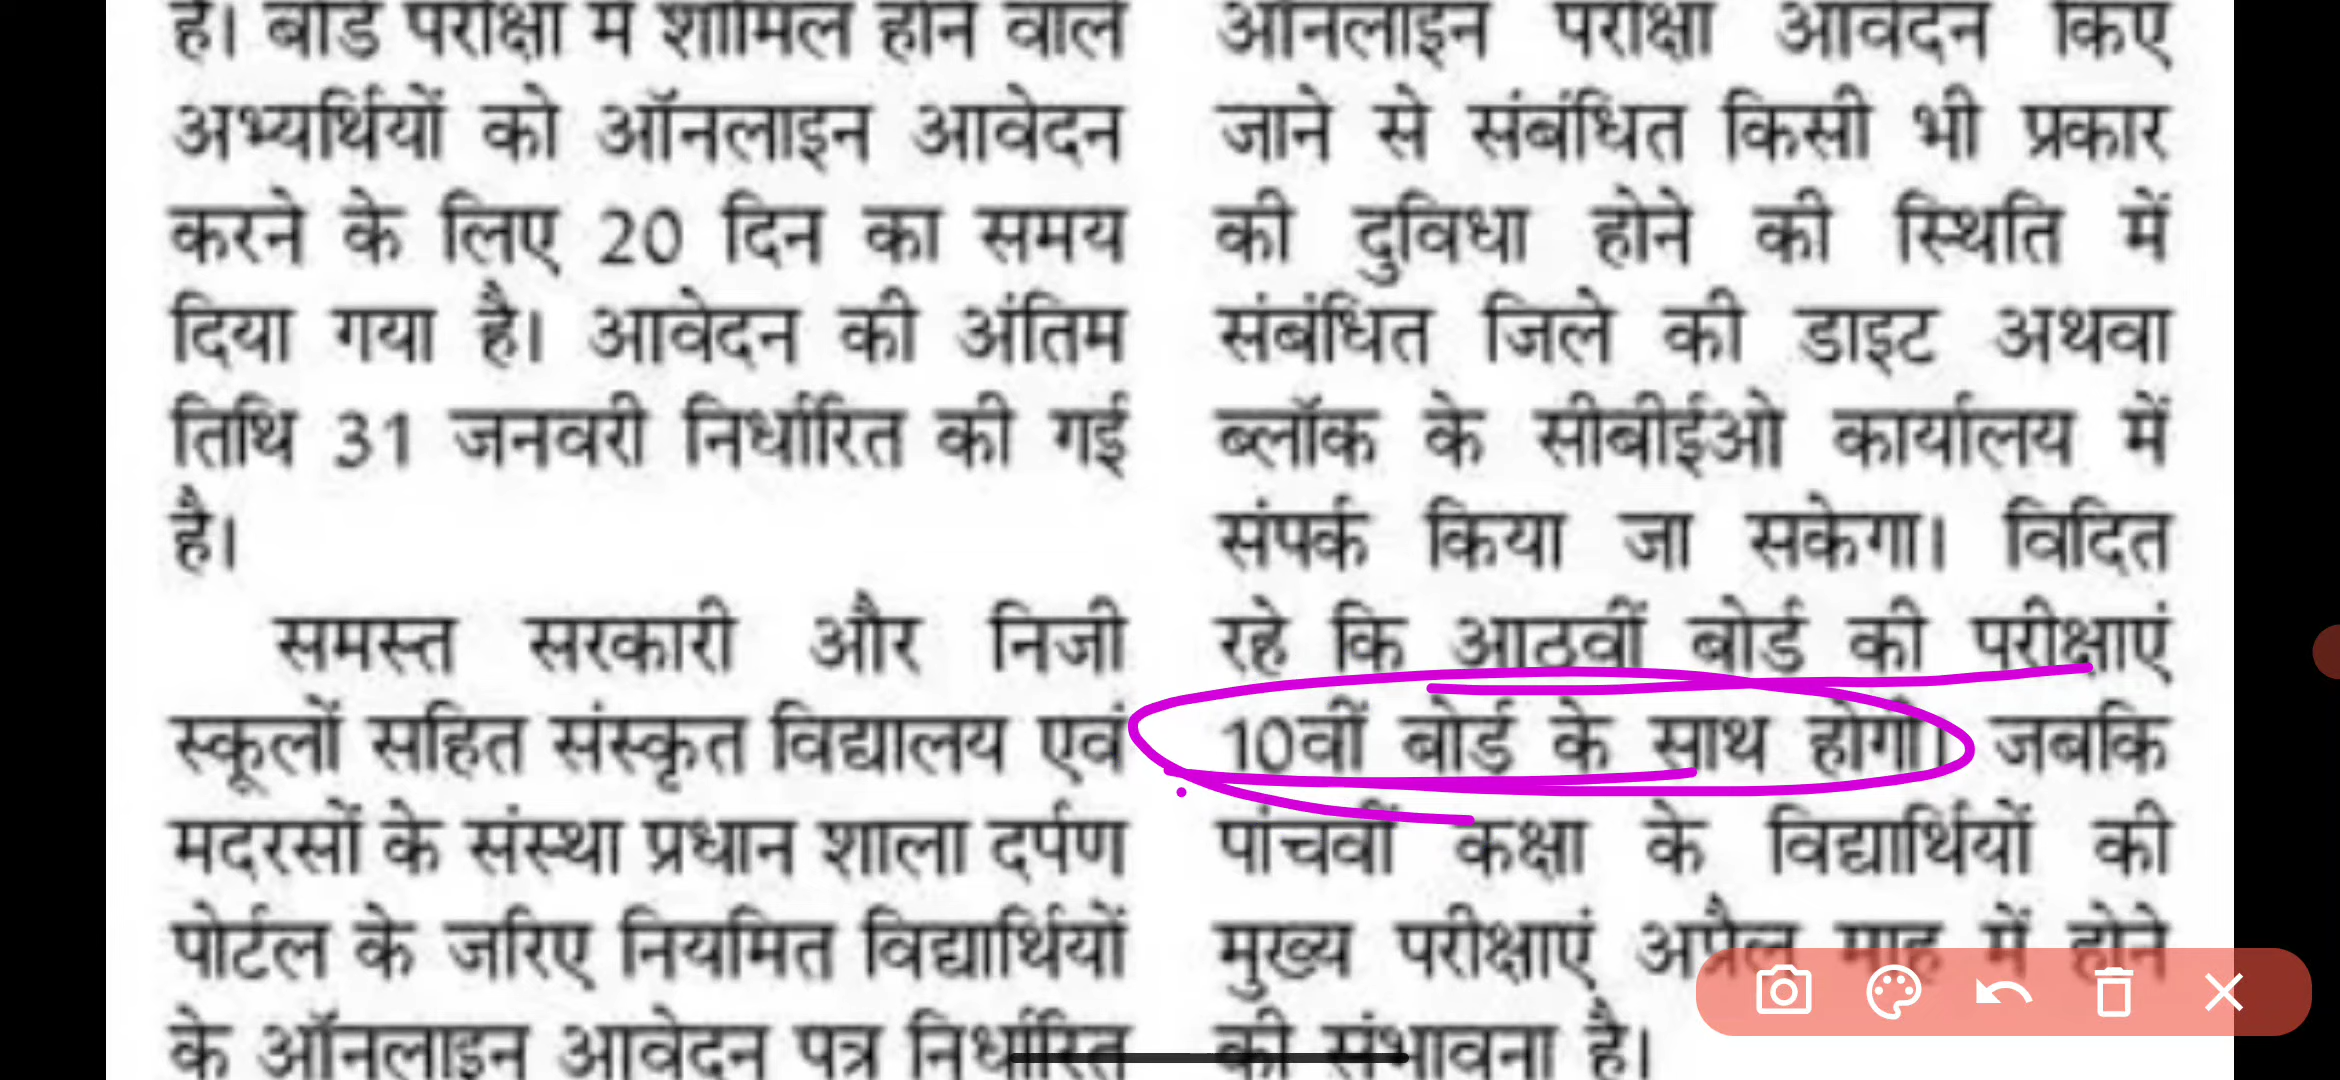 है। बोर्ड परीक्षा में शामिल होने वाले
अभ्यर्थियों को ऑनलाइन आवेदन
करने के लिए 20 दिन का समय
दिया गया है। आवेदन की अंतिम
तिथि 31 जनवरी निर्धारित की गई
है।
समस्त सरकारी और निजी
स्कूलों सहित संस्कृत विद्यालय एवं
मदरसों के संस्था प्रधान शाला दर्पण
पोर्टल के जरिए नियमित विद्यार्थियों
के ऑनलाइन आवेदन पत्र निर्धारित
ऑनलाइन परीक्षा आवेदन किए
जाने से संबंधित किसी भी प्रकार
की दुविधा होने की स्थिति में
संबंधित जिले की डाइट अथवा
ब्लॉक के सीबीईओ कार्यालय में
संपर्क किया जा सकेगा। विदित
रहे कि आठवीं बोर्ड की परीक्षाएं
10वीं बोर्ड के साथ होगी। जबकि
पांचवीं कक्षा के विद्यार्थियों की
मुख्य परीक्षाएं अप्रैल माह में होने
की संभावना है।